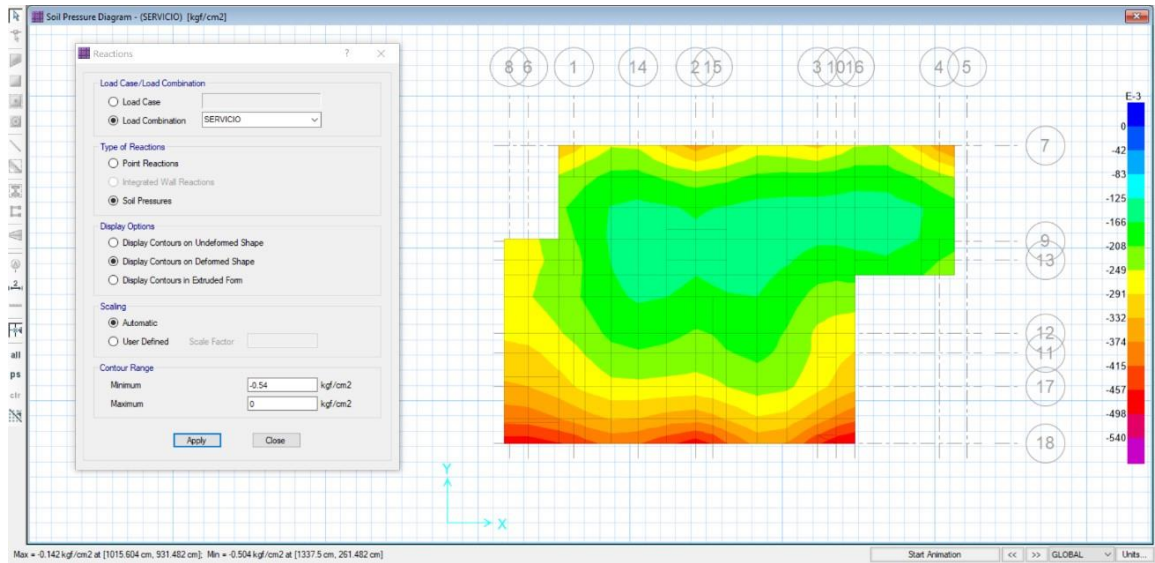 Soil Pressure Diagram - (SERVICIO) [kgf/cm2]
Reactions
?
Load Case/Load Combination
Load Case
Load Combination SERVICIO
Type of Reactions
Point Reactions
Integrated Wall Reactions
Soil Pressures
Display Options
Display Contours on Undeformed Shape
Display Contours on Deformed Shape
Display Contours in Extruded Form
Scaling
Automatic
User Defined Scale Factor
Contour Range
Minimum -0.54 kgf/cm2
Maximum 0 kgf/cm2
Apply Close
all
ps
clr
8 6 1 14 2 15 3 10 16 4 5
7
9
13
12
11
17
18
E-3
0
-42
-83
-125
-166
-208
-249
-291
-332
-374
-415
-457
-498
-540
Y
X
Max = -0.142 kgf/cm2 at [1015.604 cm, 931.482 cm]; Min = -0.504 kgf/cm2 at [1337.5 cm, 261.482 cm]
Start Animation << >> GLOBAL Units...